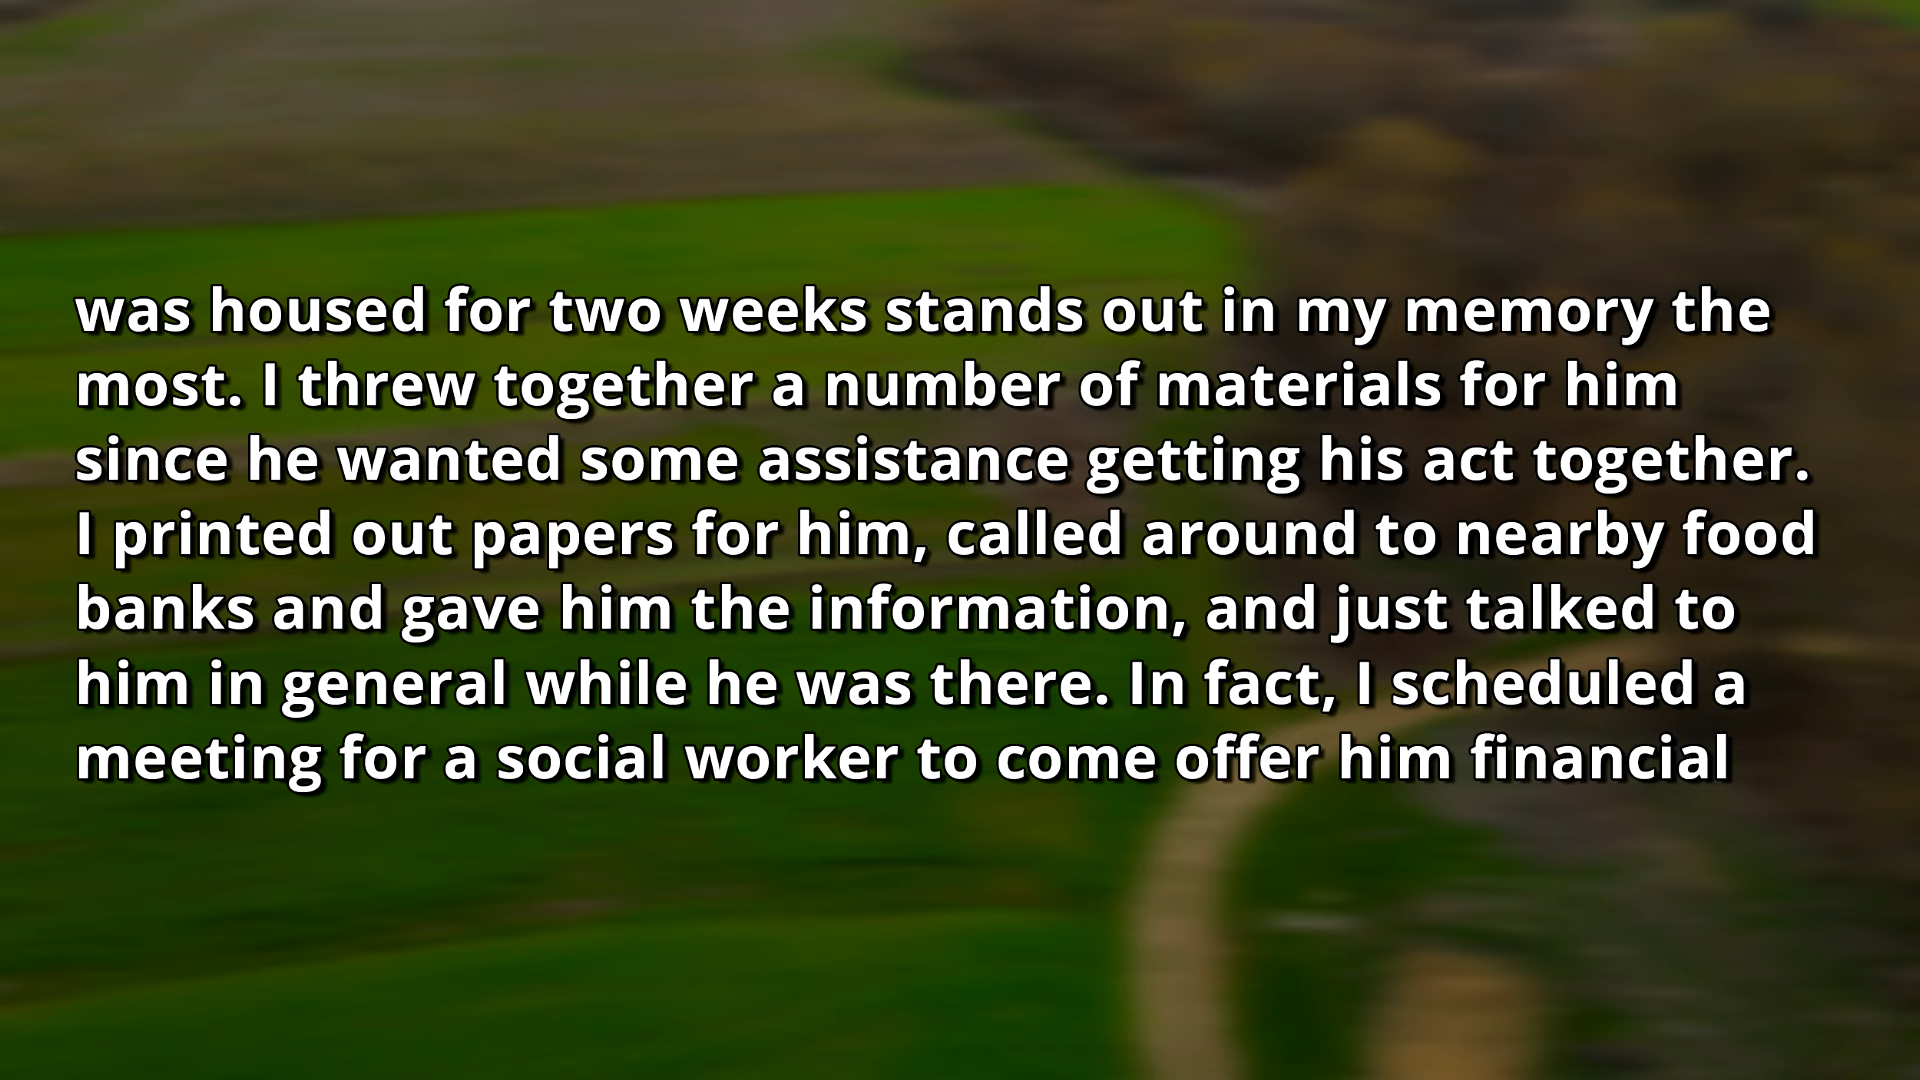 was housed for two weeks stands out in my memory the
most. I threw together a number of materials for him
since he wanted some assistance getting his act together.
I printed out papers for him, called around to nearby food
banks and gave him the information, and just talked to
him in general while he was there. In fact, I scheduled a
meeting for a social worker to come offer him financial